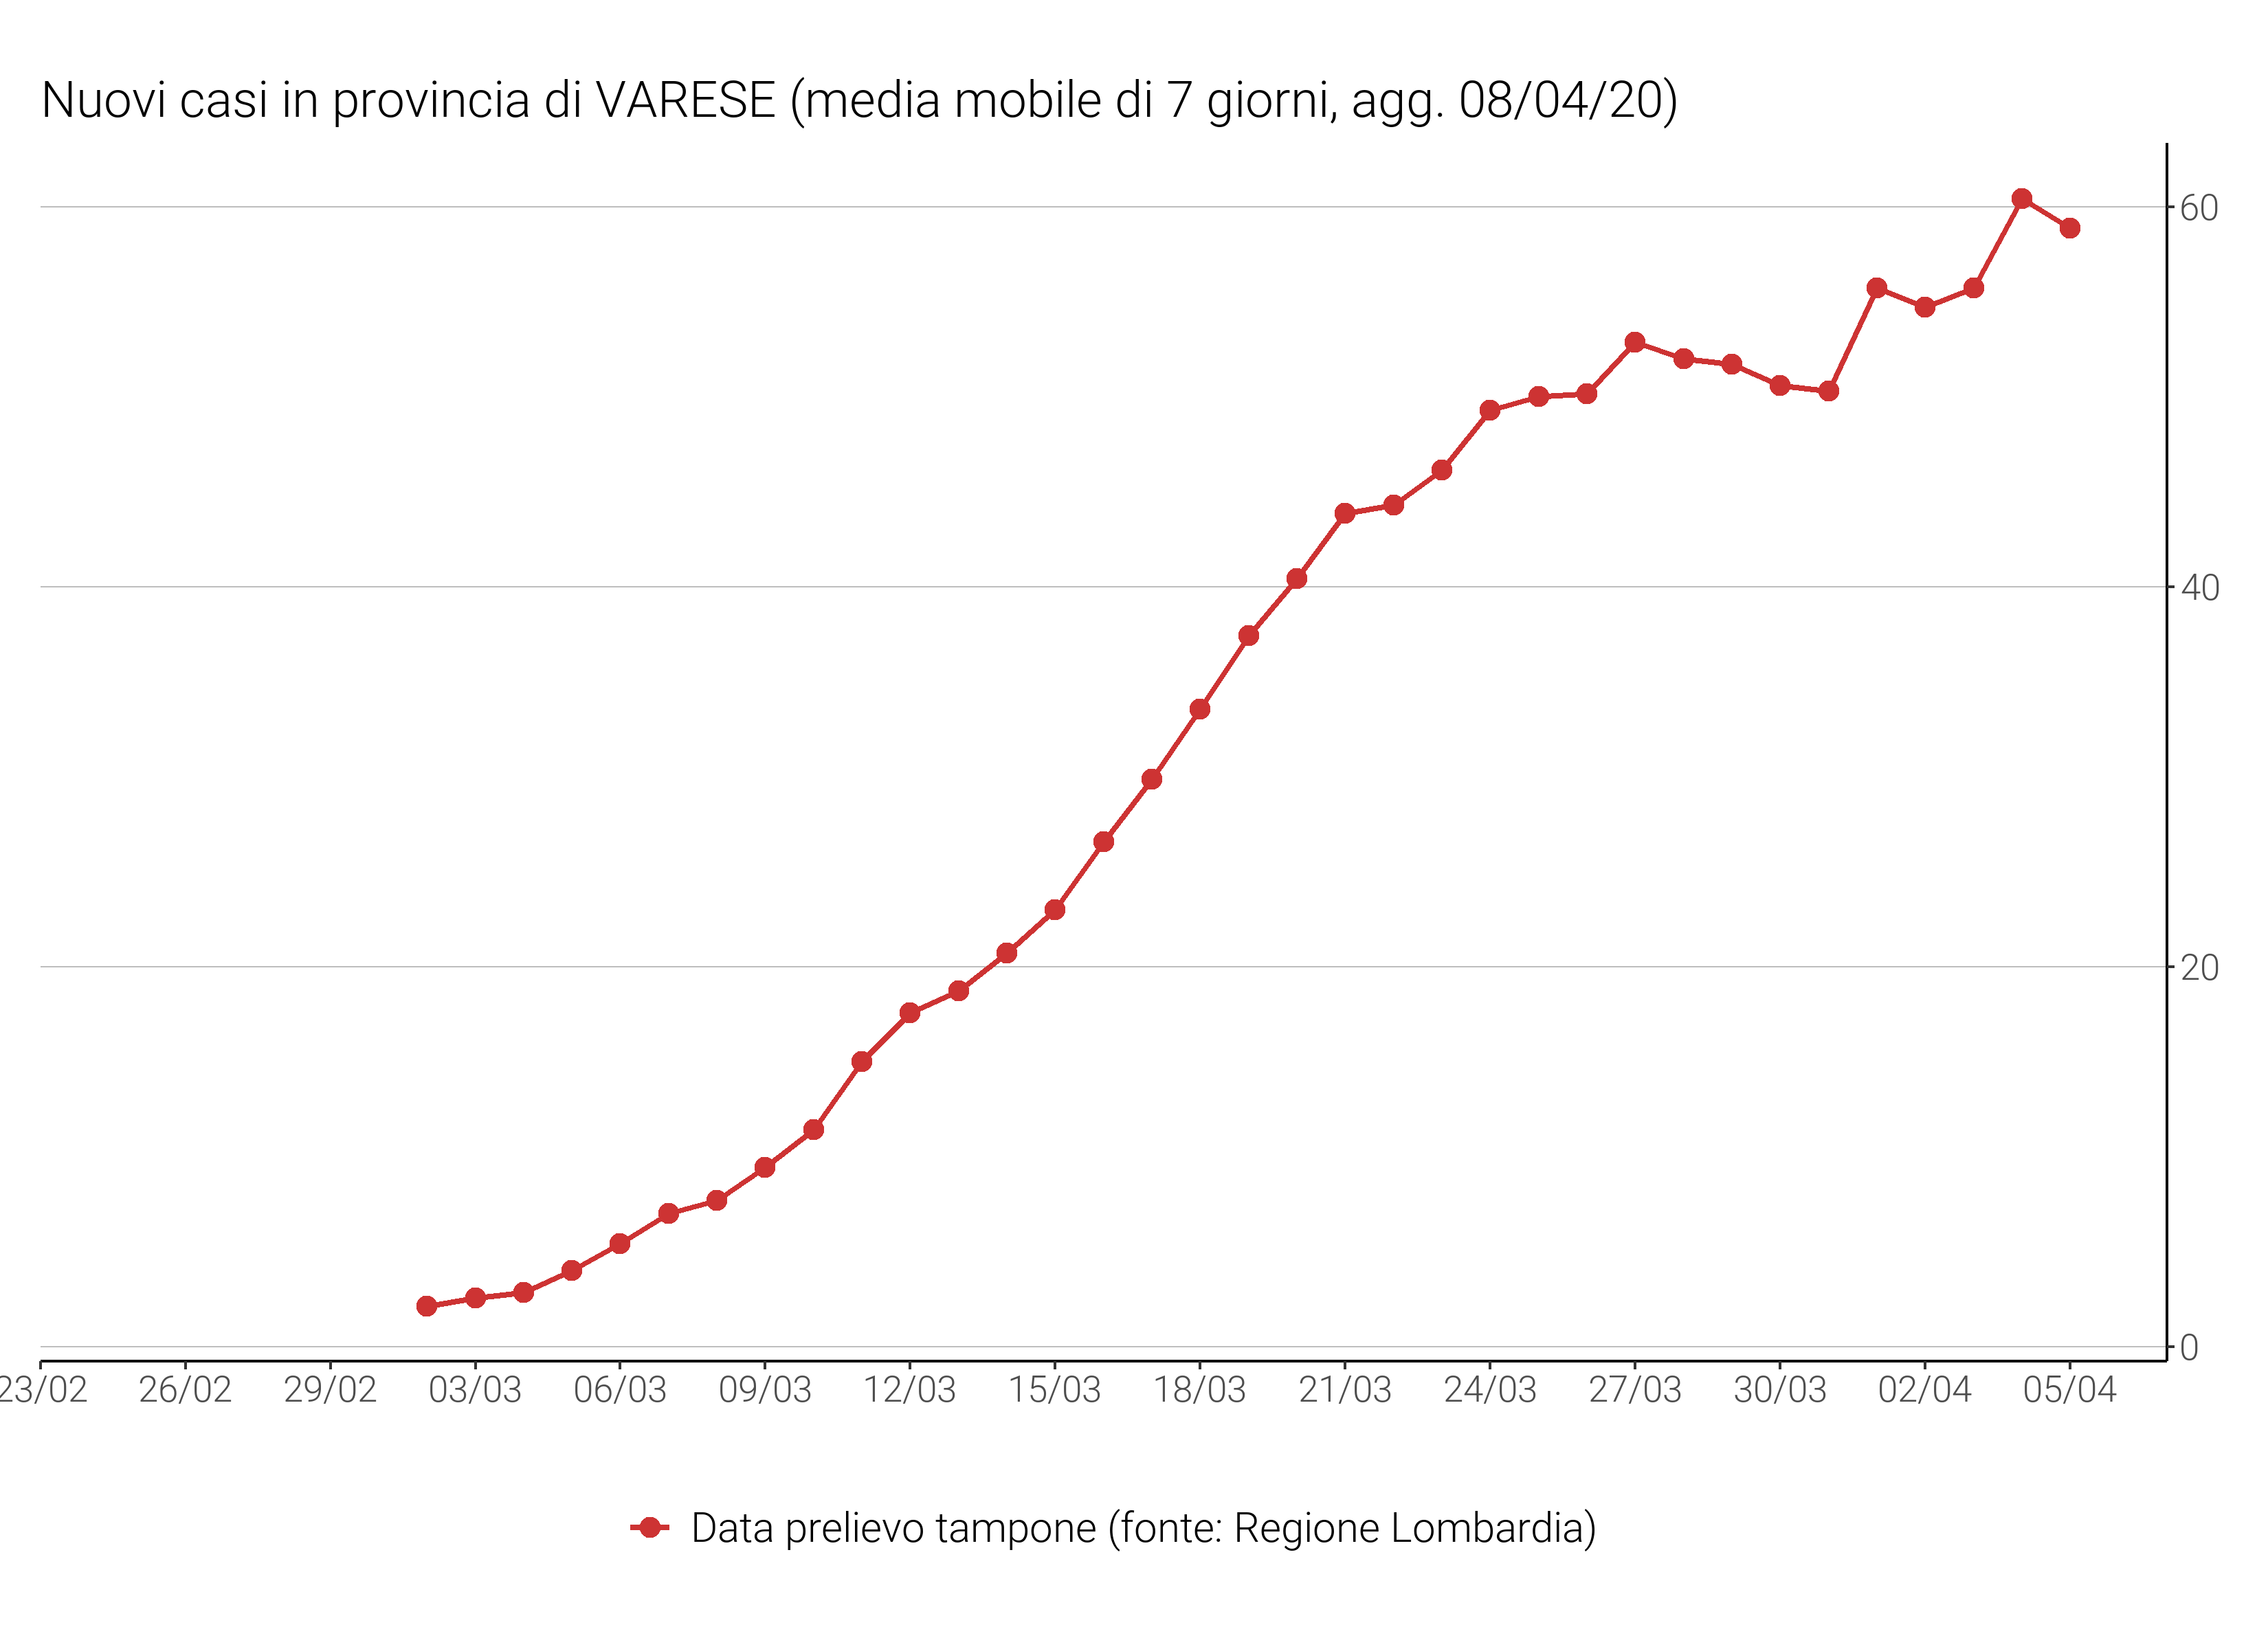 Nuovi casi in provincia di VARESE (media mobile di 7 giorni, agg. 08/04/20)
60
40
20
0
23/02 26/02 29/02 03/03 06/03 09/03 12/03 15/03 18/03 21/03 24/03 27/03 30/03 02/04 05/04
Data prelievo tampone (fonte: Regione Lombardia)